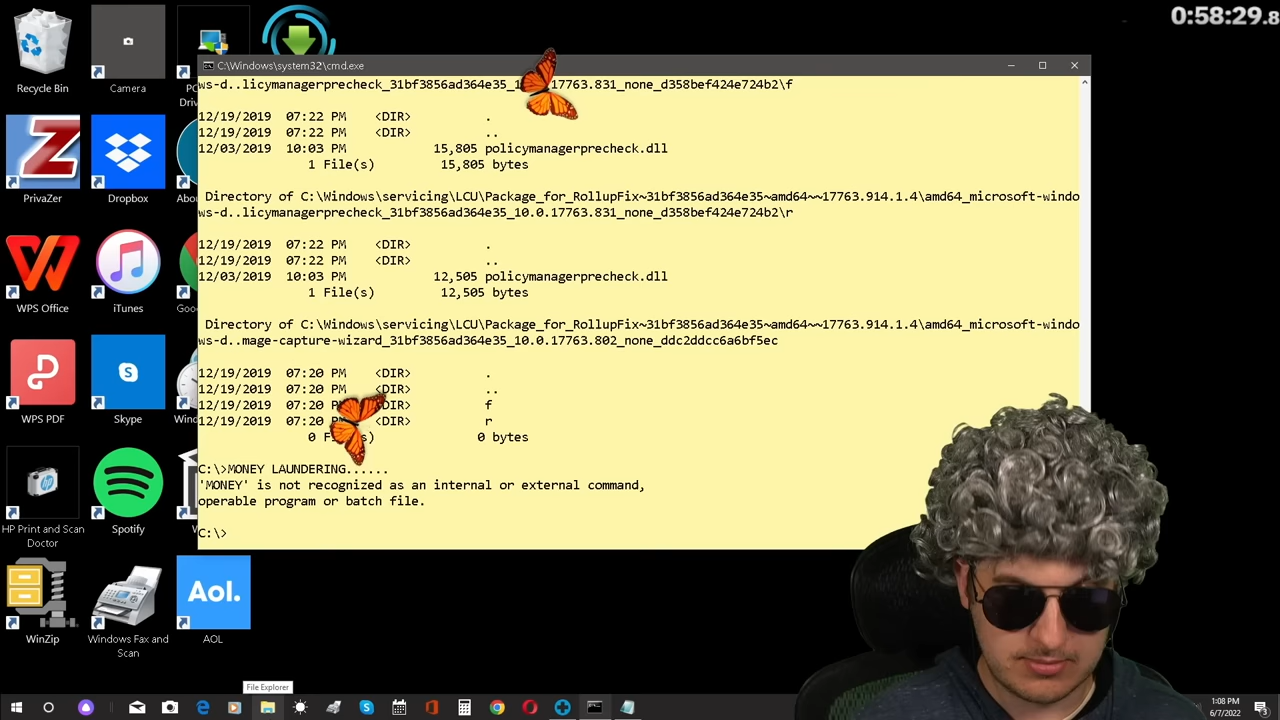 0:58:29.8
C:\Windows\system32\cmd.exe
17763.831_none_d358bef424e724b2\f
12/19/2019 07:22 PM <DIR> .
12/19/2019 07:22 PM <DIR> ..
12/03/2019 10:03 PM 15,805 policymanagerprecheck.dll
1 File(s) 15,805 bytes
Directory of C:\Windows\servicing\LCU\Package_for_RollupFix~31bf3856ad364e35~amd64~~17763.914.1.4\amd64_microsoft-windo
ws-d..licymanagerprecheck_31bf3856ad364e35_10.0.17763.831_none_d358bef424e724b2\r
12/19/2019 07:22 PM <DIR> .
12/19/2019 07:22 PM <DIR> ..
12/03/2019 10:03 PM 12,505 policymanagerprecheck.dll
1 File(s) 12,505 bytes
Directory of C:\Windows\servicing\LCU\Package_for_RollupFix~31bf3856ad364e35~amd64~~17763.914.1.4\amd64_microsoft-windo
ws-d..mage-capture-wizard_31bf3856ad364e35_10.0.17763.802_none_ddc2ddcc6a6bf5ec
12/19/2019 07:20 PM <DIR> .
12/19/2019 07:20 PM <DIR> ..
12/19/2019 07:20 f
12/19/2019 07:20 r
0 0 bytes
C:\>MONEY LAUNDERING......
'MONEY' is not recognized as an internal or external command,
operable program or batch file.
C:\>
Recycle Bin
Camera
PrivaZer
Dropbox
WPS Office
iTunes
WPS PDF
Skype
HP Print and Scan
Doctor
Spotify
WinZip
Windows Fax and
Scan
Aol.
AOL
File Explorer
1:08 PM
6/7/2022